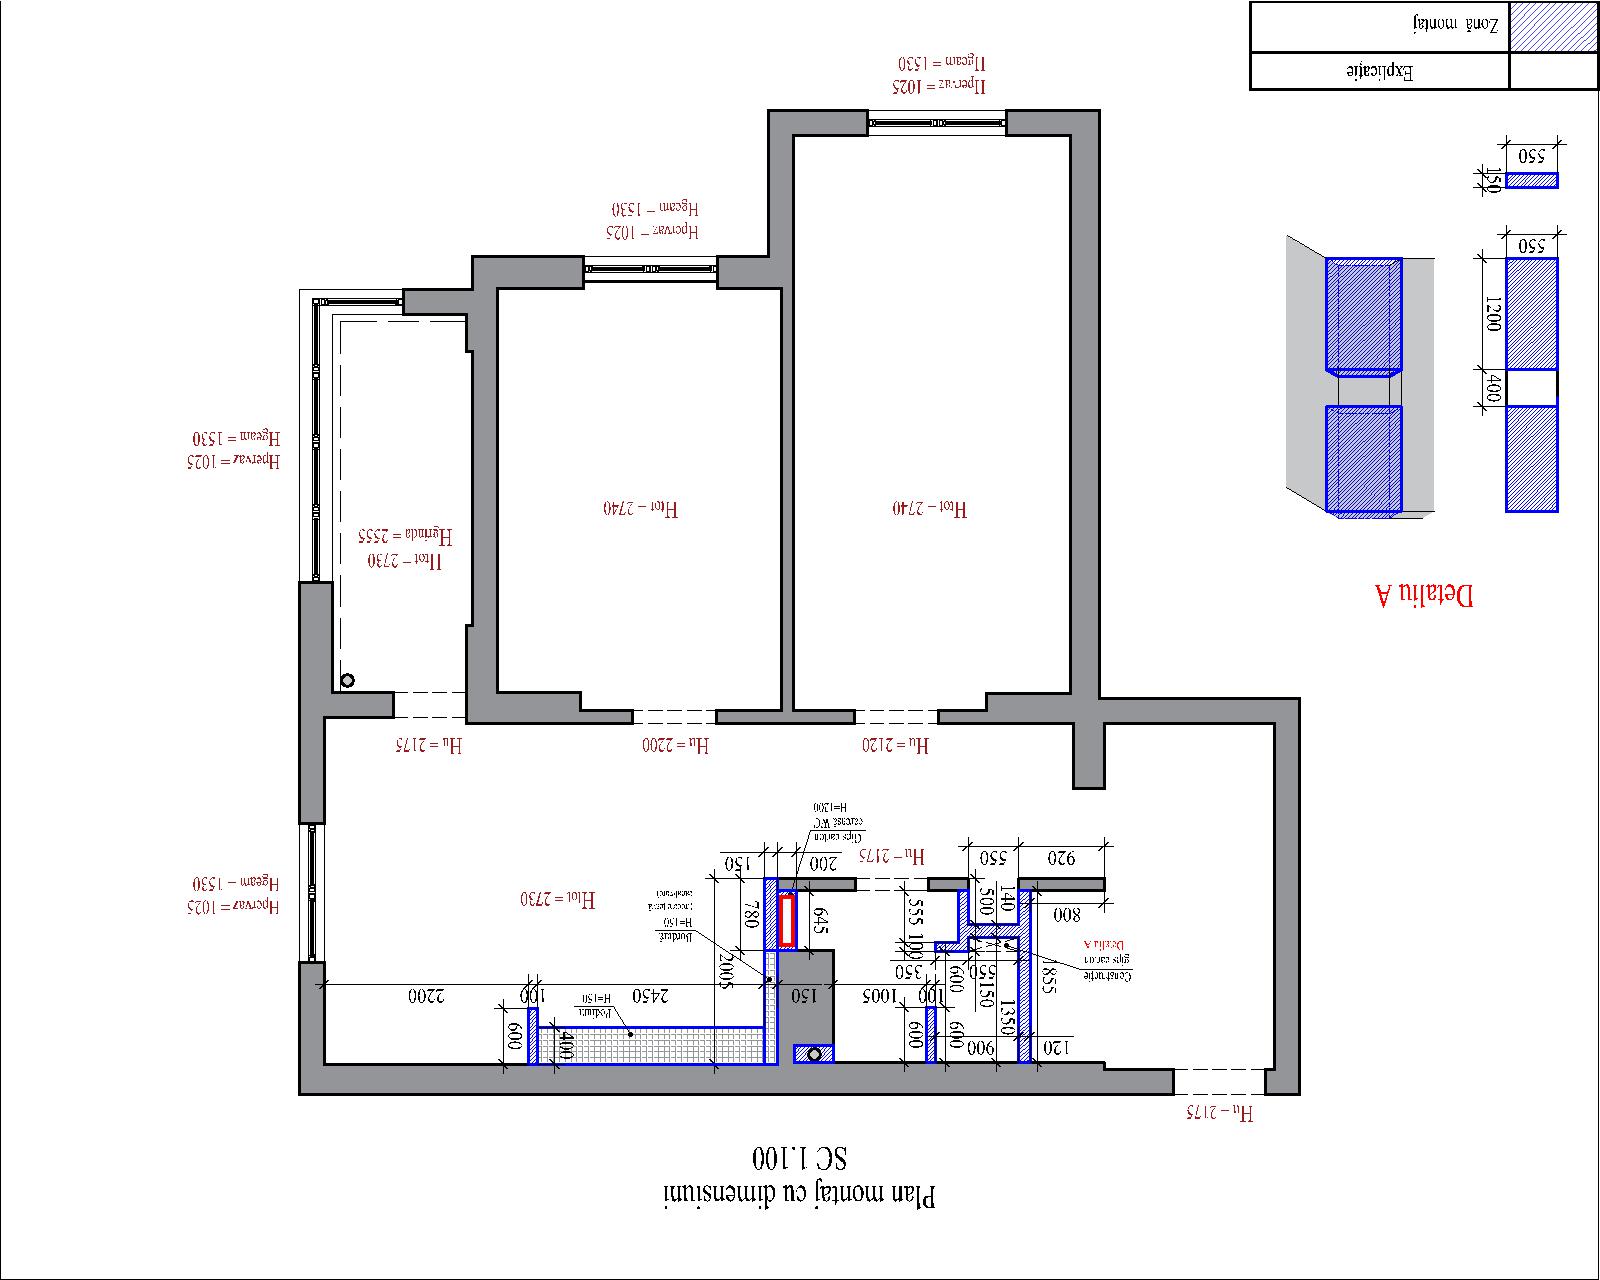 Plan montaj cu dimensiuni
SC 1.100
Hu = 2175
120
900
1350
600
600
400
600
1855
150
550
600
100
1005
150
2005
2450
100
2200
350
100
Podium
H=150
Construcție
gips carton
Detaliu A
800
140
500
555
645
780
Bordură
H=150
920
550
Hu = 2175
200
150
Gips carton
carcasă WC
H=1200
Htot = 2730
Hpervaz = 1025
Hgeam = 1530
Hu = 2120
Hu = 2200
Hu = 2175
Detaliu A
Htot = 2740
Htot = 2740
Htot = 2730
Hgrinda = 2555
Hpervaz = 1025
Hgeam = 1530
400
1200
550
150
550
Hpervaz = 1025
Hgeam = 1530
Hpervaz = 1025
Hgeam = 1530
Explicație
Zonă montaj